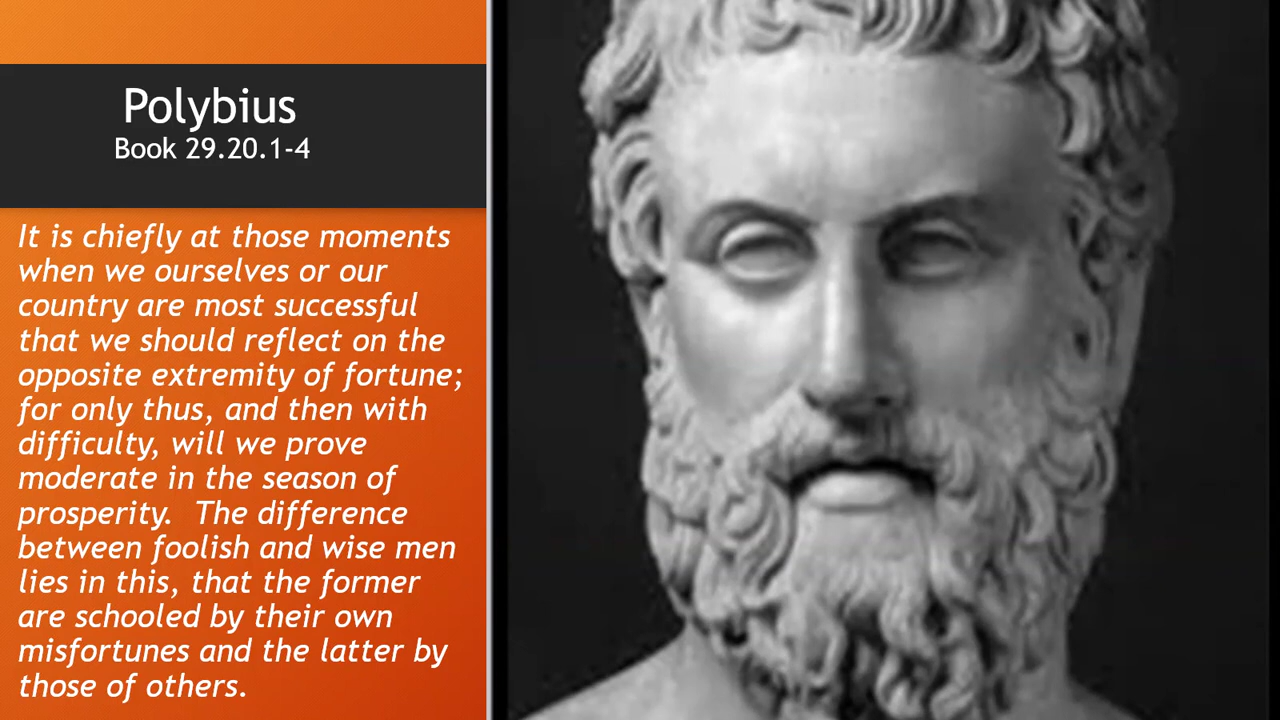 Polybius
Book 29.20.1-4
It is chiefly at those moments
when we ourselves or our
country are most successful
that we should reflect on the
opposite extremity of fortune;
for only thus, and then with
difficulty, will we prove
moderate in the season of
prosperity.  The difference
between foolish and wise men
lies in this, that the former
are schooled by their own
misfortunes and the latter by
those of others.